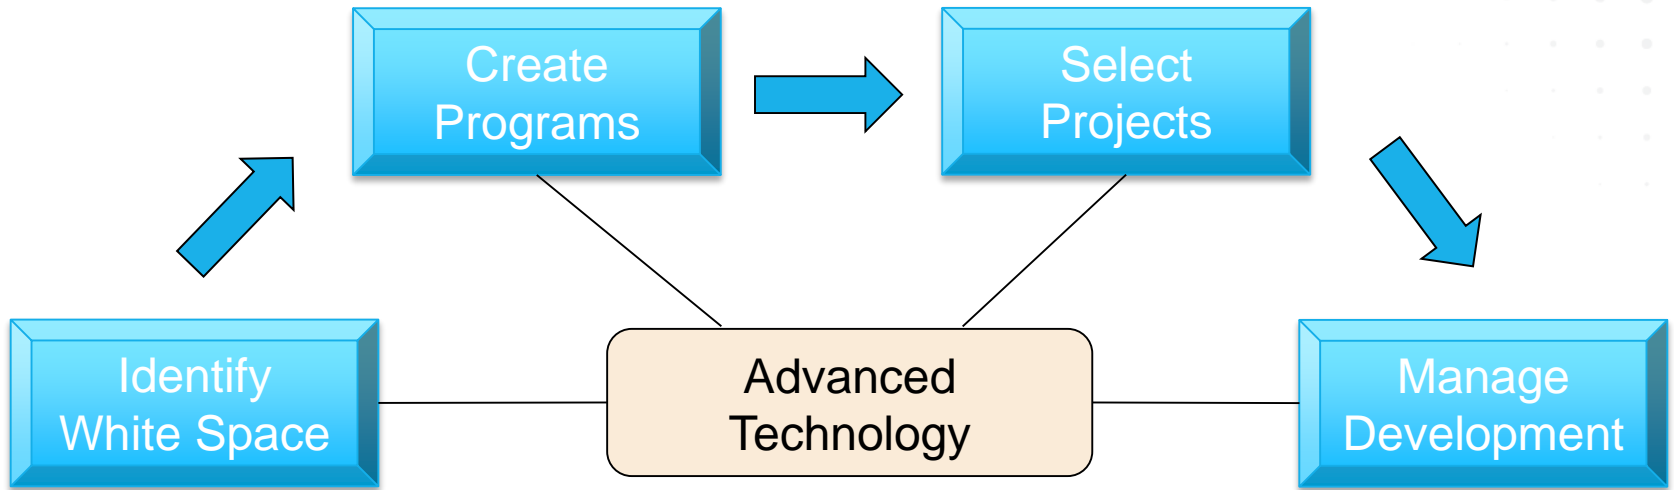 Create
Programs
Select
Projects
Identify
White Space
Advanced
Technology
Manage
Development